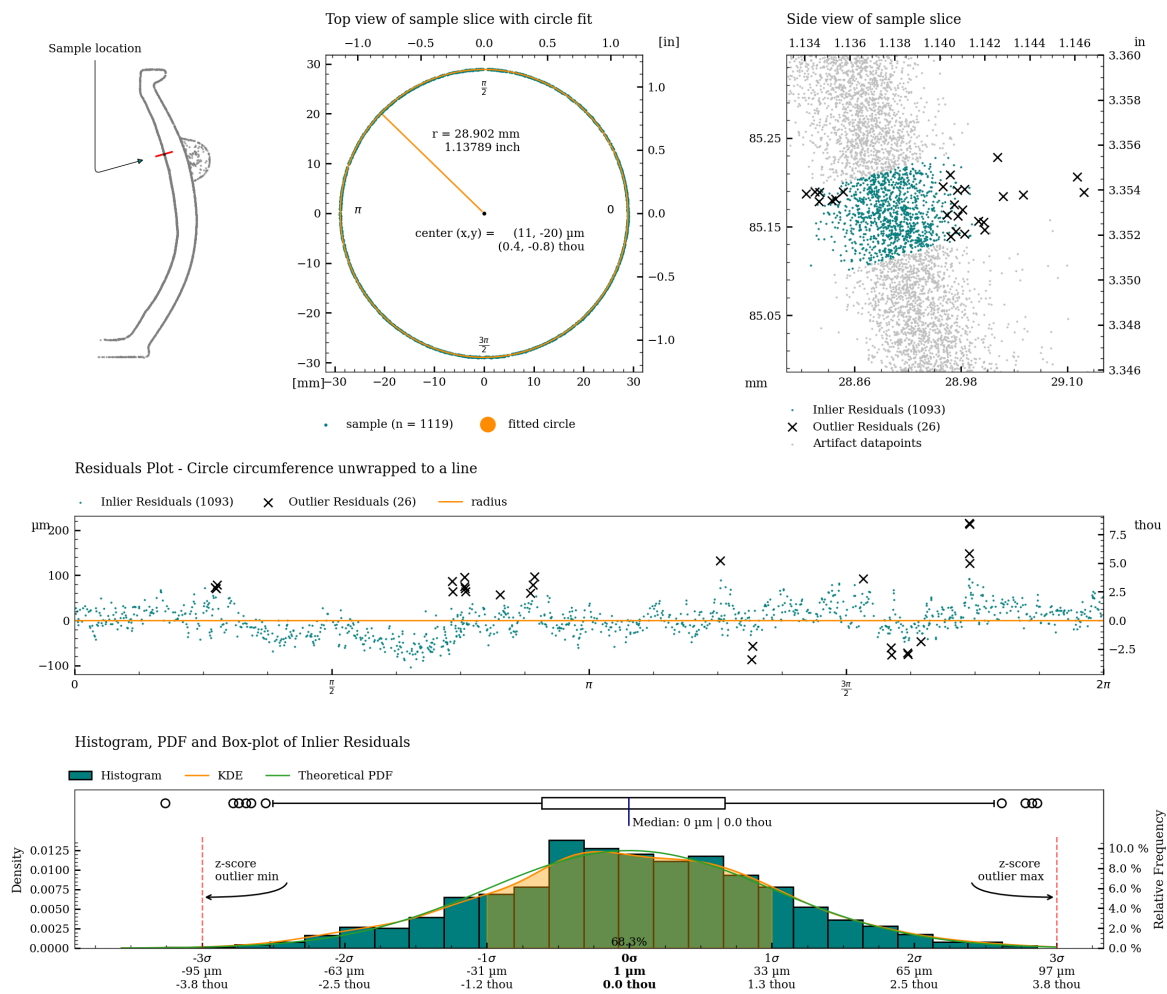 Sample location
Top view of sample slice with circle fit
−1.0 −0.5 0.0 0.5 1.0 [in]
30
20
10
0
−10
−20
−30
1.0
0.5
0.0
−0.5
−1.0
π/2
r = 28.902 mm
1.13789 inch
π
0
center (x,y) = (11, -20) µm
(0.4, -0.8) thou
3π/2
[mm] −30 −20 −10 0 10 20 30
sample (n = 1119) fitted circle
Side view of sample slice
1.134 1.136 1.138 1.140 1.142 1.144 1.146 in
85.25
85.15
85.05
3.360
3.358
3.356
3.354
3.352
3.350
3.348
3.346
mm 28.86 28.98 29.10
Inlier Residuals (1093)
Outlier Residuals (26)
Artifact datapoints
Residuals Plot - Circle circumference unwrapped to a line
Inlier Residuals (1093) Outlier Residuals (26) radius
µm
200
100
0
−100
thou
7.5
5.0
2.5
0.0
−2.5
0 π/2 π 3π/2 2π
Histogram, PDF and Box-plot of Inlier Residuals
Histogram KDE Theoretical PDF
Median: 0 µm | 0.0 thou
Density
0.0125
0.0100
0.0075
0.0050
0.0025
0.0000
z-score
outlier min
z-score
outlier max
68.3%
10.0 %
8.0 %
6.0 %
4.0 %
2.0 %
0.0 %
Relative Frequency
-3σ -2σ -1σ 0σ 1σ 2σ 3σ
-95 µm -63 µm -31 µm 1 µm 33 µm 65 µm 97 µm
-3.8 thou -2.5 thou -1.2 thou 0.0 thou 1.3 thou 2.5 thou 3.8 thou